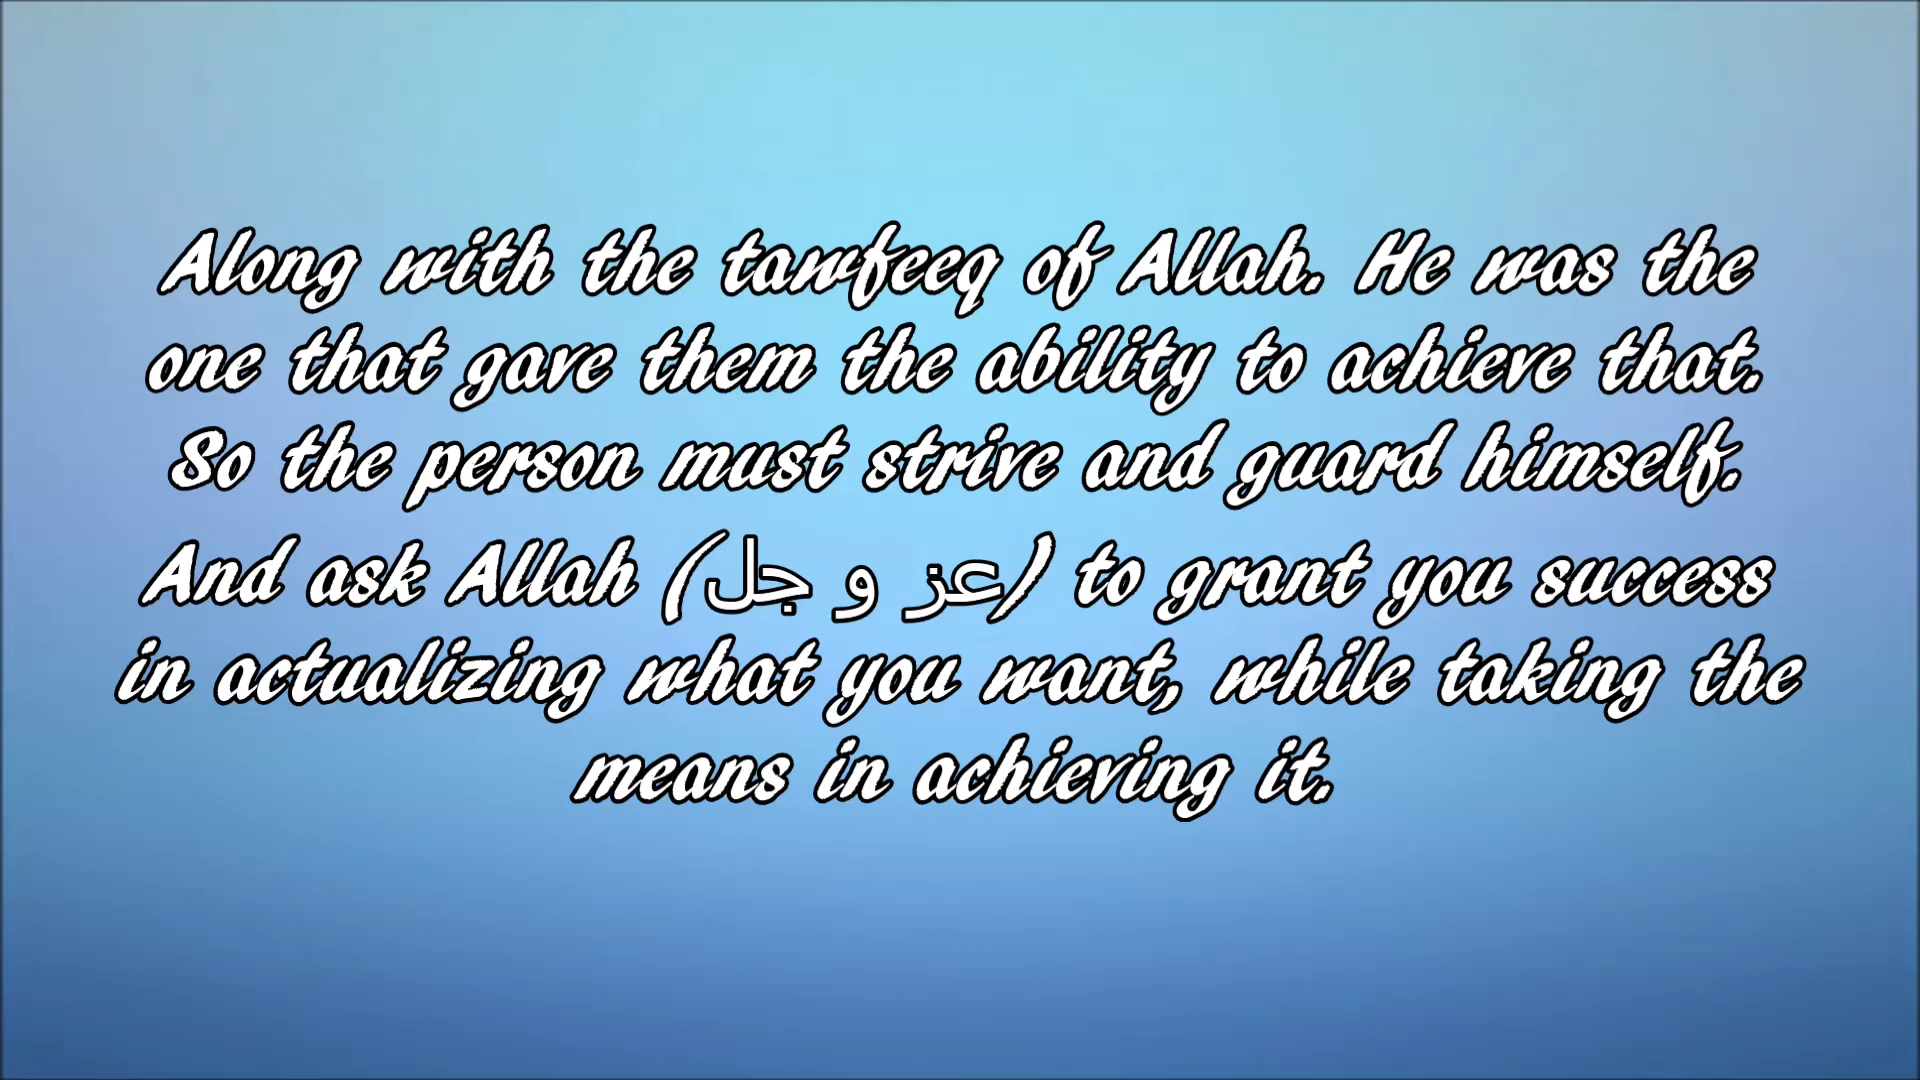 Along with the tawfeeq of Allah. He was the
one that gave them the ability to achieve that.
So the person must strive and guard himself.
And ask Allah (عز و جل) to grant you success
in actualizing what you want, while taking the
means in achieving it.